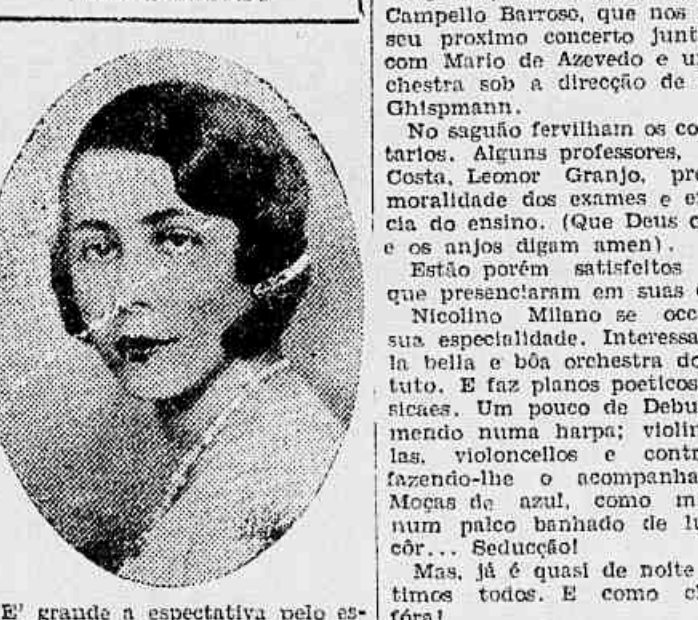 E' grande a espectativa pelo es-
Campello Barroso, que nos
seu proximo concerto junt
com Mario de Azevedo e u
chestra sob a direcção de
Ghispmann.
No saguão fervilham os co
tarios. Alguns professores,
Costa, Leonor Granjo, pr
moralidade dos exames e e
cia do ensino. (Que Deus
e os anjos digam amen).
Estão porém satisfeitos
que presenciaram em suas
Nicolino Milano se occ
sua especialidade. Interessa
la bella e bôa orchestra do
tuto. E faz planos poeticos
sicaes. Um pouco de Debu
mendo numa harpa; violin
las, violoncellos e contr
fazendo-lhe o acompanha
Moças de azul, como m
num palco banhado de lu
côr... Seducção!
Mas, já é quasi de noite
timos todos. E como c
fóra!